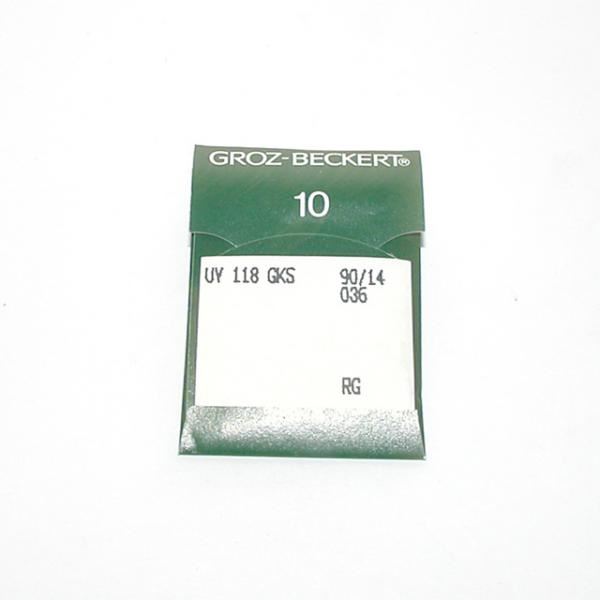 GROZ-BECKERT®
10
UY 118 GKS 90/14
036
RG